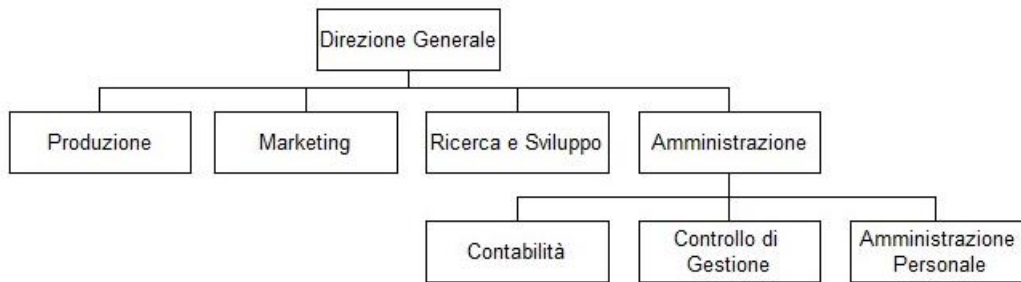 Direzione Generale
Produzione
Marketing
Ricerca e Sviluppo
Amministrazione
Contabilità
Controllo di
Gestione
Amministrazione
Personale